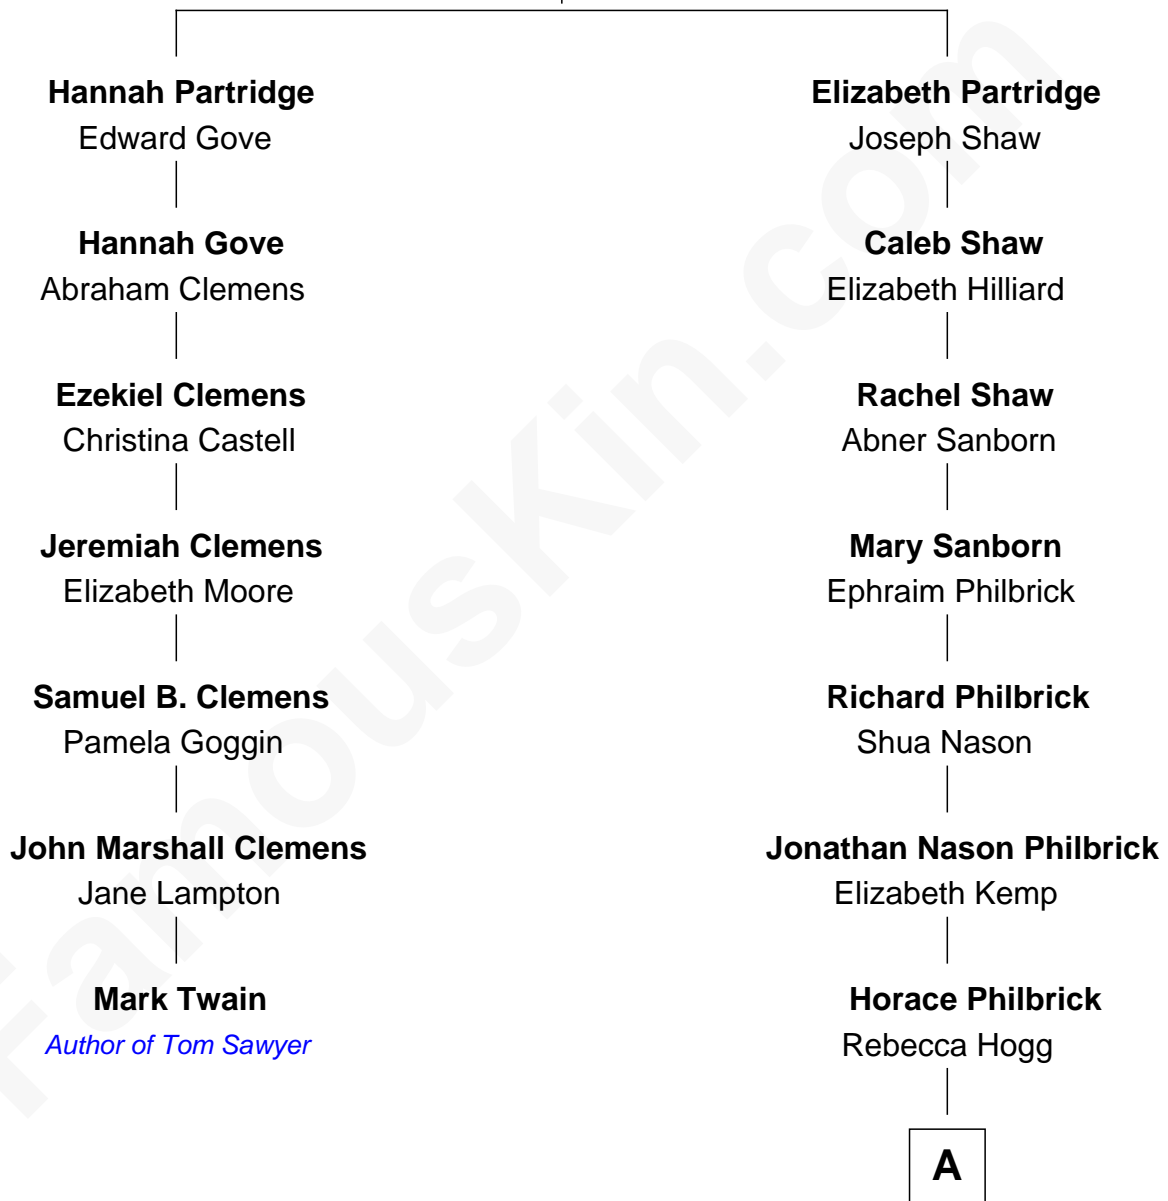 Hannah Partridge
Edward Gove
Hannah Gove
Abraham Clemens
Ezekiel Clemens
Christina Castell
Jeremiah Clemens
Elizabeth Moore
Samuel B. Clemens
Pamela Goggin
John Marshall Clemens
Jane Lampton
Mark Twain
Author of Tom Sawyer
Elizabeth Partridge
Joseph Shaw
Caleb Shaw
Elizabeth Hilliard
Rachel Shaw
Abner Sanborn
Mary Sanborn
Ephraim Philbrick
Richard Philbrick
Shua Nason
Jonathan Nason Philbrick
Elizabeth Kemp
Horace Philbrick
Rebecca Hogg
A
FamousKin.com